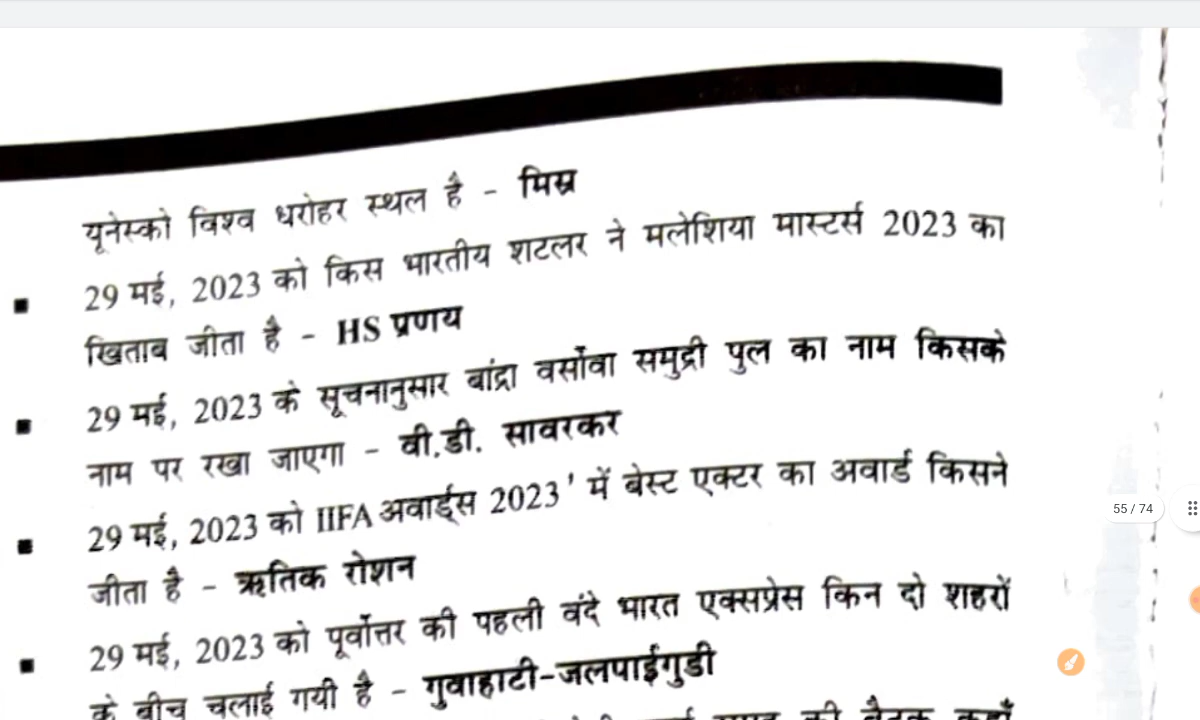 यूनेस्को विश्व धरोहर स्थल है - मिस्र
■ 29 मई, 2023 को किस भारतीय शटलर ने मलेशिया मास्टर्स 2023 का
खिताब जीता है - HS प्रणय
■ 29 मई, 2023 के सूचनानुसार बांद्रा वर्सोवा समुद्री पुल का नाम किसके
नाम पर रखा जाएगा - वी.डी. सावरकर
■ 29 मई, 2023 को IIFA अवार्ड्स 2023' में बेस्ट एक्टर का अवार्ड किसने
जीता है - ऋतिक रोशन
■ 29 मई, 2023 को पूर्वोत्तर की पहली वंदे भारत एक्सप्रेस किन दो शहरों
के बीच चलाई गयी है - गुवाहाटी-जलपाईगुडी
की बैठक कहाँ
55 / 74